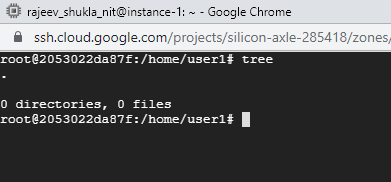 rajeev_shukla_nit@instance-1: ~ - Google Chrome
ssh.cloud.google.com/projects/silicon-axle-285418/zones/
root@2053022da87f:/home/user1# tree
.
0 directories, 0 files
root@2053022da87f:/home/user1#